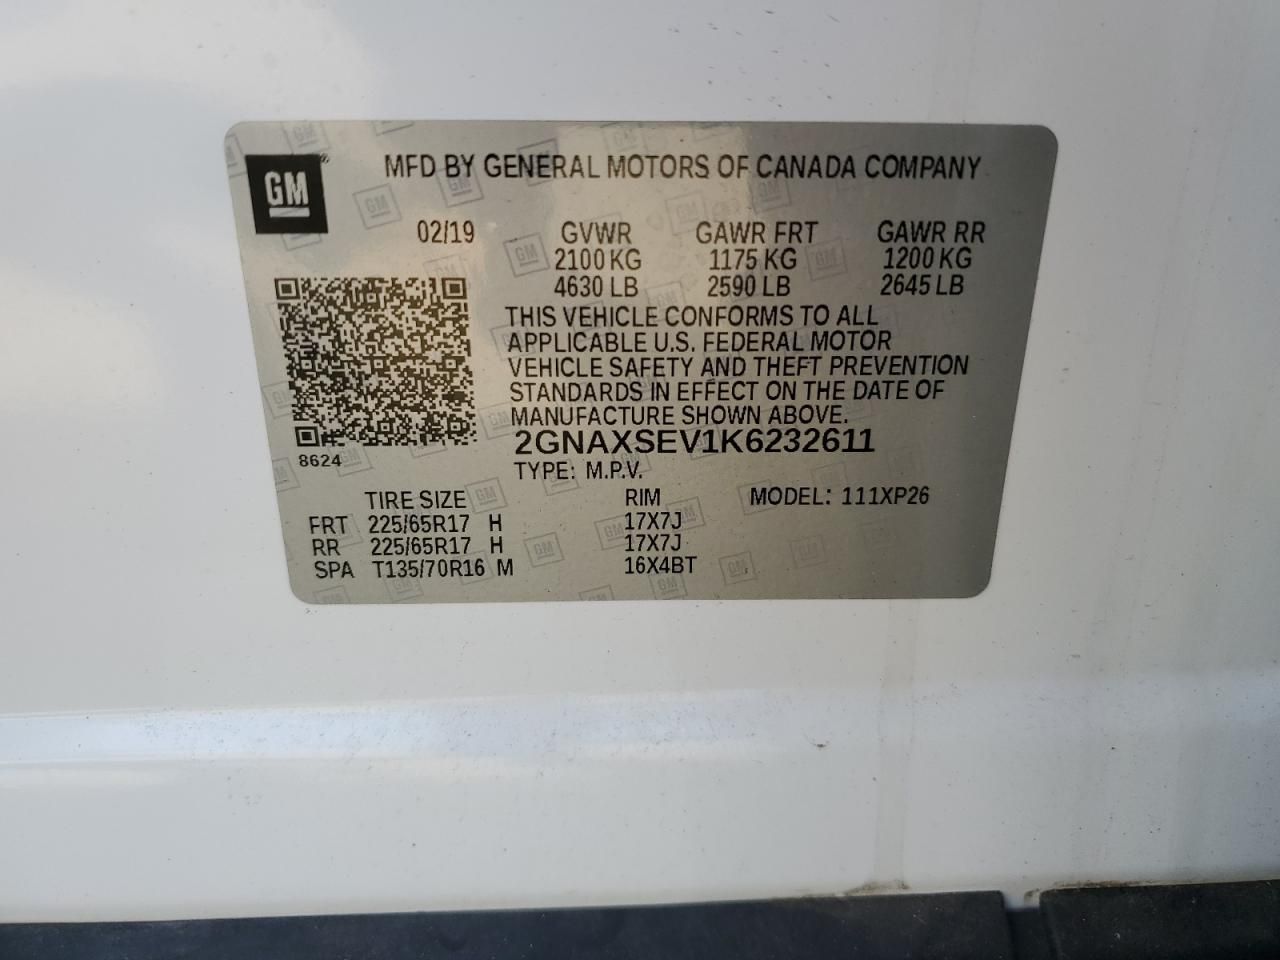 GM®
MFD BY GENERAL MOTORS OF CANADA COMPANY
02/19 GVWR GAWR FRT GAWR RR
2100 KG 1175 KG 1200 KG
4630 LB 2590 LB 2645 LB
THIS VEHICLE CONFORMS TO ALL
APPLICABLE U.S. FEDERAL MOTOR
VEHICLE SAFETY AND THEFT PREVENTION
STANDARDS IN EFFECT ON THE DATE OF
MANUFACTURE SHOWN ABOVE.
2GNAXSEV1K6232611
8624
TYPE: M.P.V.
TIRE SIZE RIM MODEL: 111XP26
FRT 225/65R17 H 17X7J
RR 225/65R17 H 17X7J
SPA T135/70R16 M 16X4BT